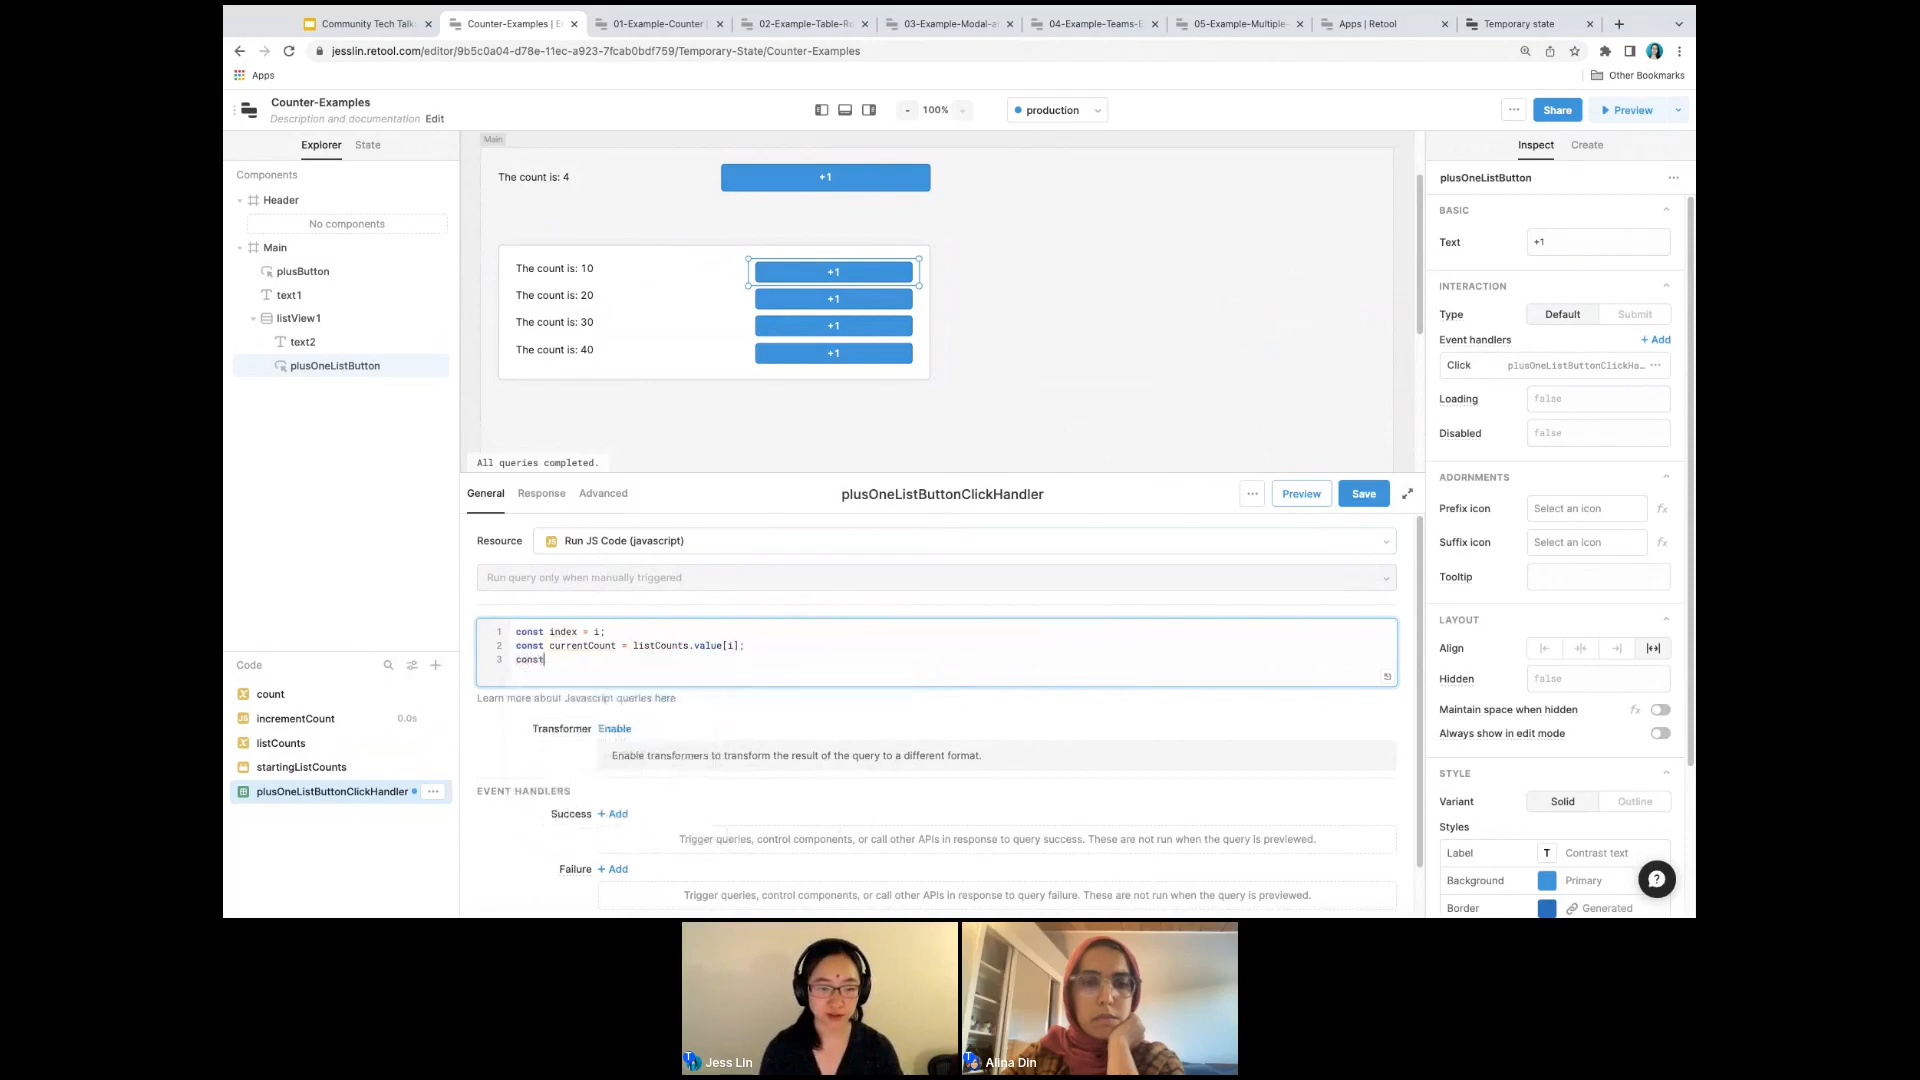 Community Tech Talk
Counter-Examples | E
01-Example-Counter |
02-Example-Table-Ro
03-Example-Modal-a
04-Example-Teams-E
05-Example-Multiple-
Apps | Retool
Temporary state
jesslin.retool.com/editor/9b5c0a04-d78e-11ec-a923-7fcab0bdf759/Temporary-State/Counter-Examples
Apps
Other Bookmarks
Counter-Examples
Description and documentation Edit
- 100% +
production
Share
Preview
Explorer State
Components
Header
No components
Main
plusButton
text1
listView1
text2
plusOneListButton
Code
count
incrementCount 0.0s
listCounts
startingListCounts
plusOneListButtonClickHandler
Main
The count is: 4
+1
The count is: 10
+1
The count is: 20
+1
The count is: 30
+1
The count is: 40
+1
All queries completed.
General Response Advanced
plusOneListButtonClickHandler
Preview
Save
Resource
JS Run JS Code (javascript)
Run query only when manually triggered
1 const index = i;
2 const currentCount = listCounts.value[i];
3 const
Learn more about Javascript queries here
Transformer Enable
Enable transformers to transform the result of the query to a different format.
EVENT HANDLERS
Success + Add
Trigger queries, control components, or call other APIs in response to query success. These are not run when the query is previewed.
Failure + Add
Trigger queries, control components, or call other APIs in response to query failure. These are not run when the query is previewed.
Inspect Create
plusOneListButton
BASIC
Text +1
INTERACTION
Type Default Submit
Event handlers + Add
Click plusOneListButtonClickHa…
Loading false
Disabled false
ADORNMENTS
Prefix icon Select an icon fx
Suffix icon Select an icon fx
Tooltip
LAYOUT
Align
Hidden false
Maintain space when hidden fx
Always show in edit mode
STYLE
Variant Solid Outline
Styles
Label T Contrast text
Background Primary
Border Generated
Jess Lin
Alina Din